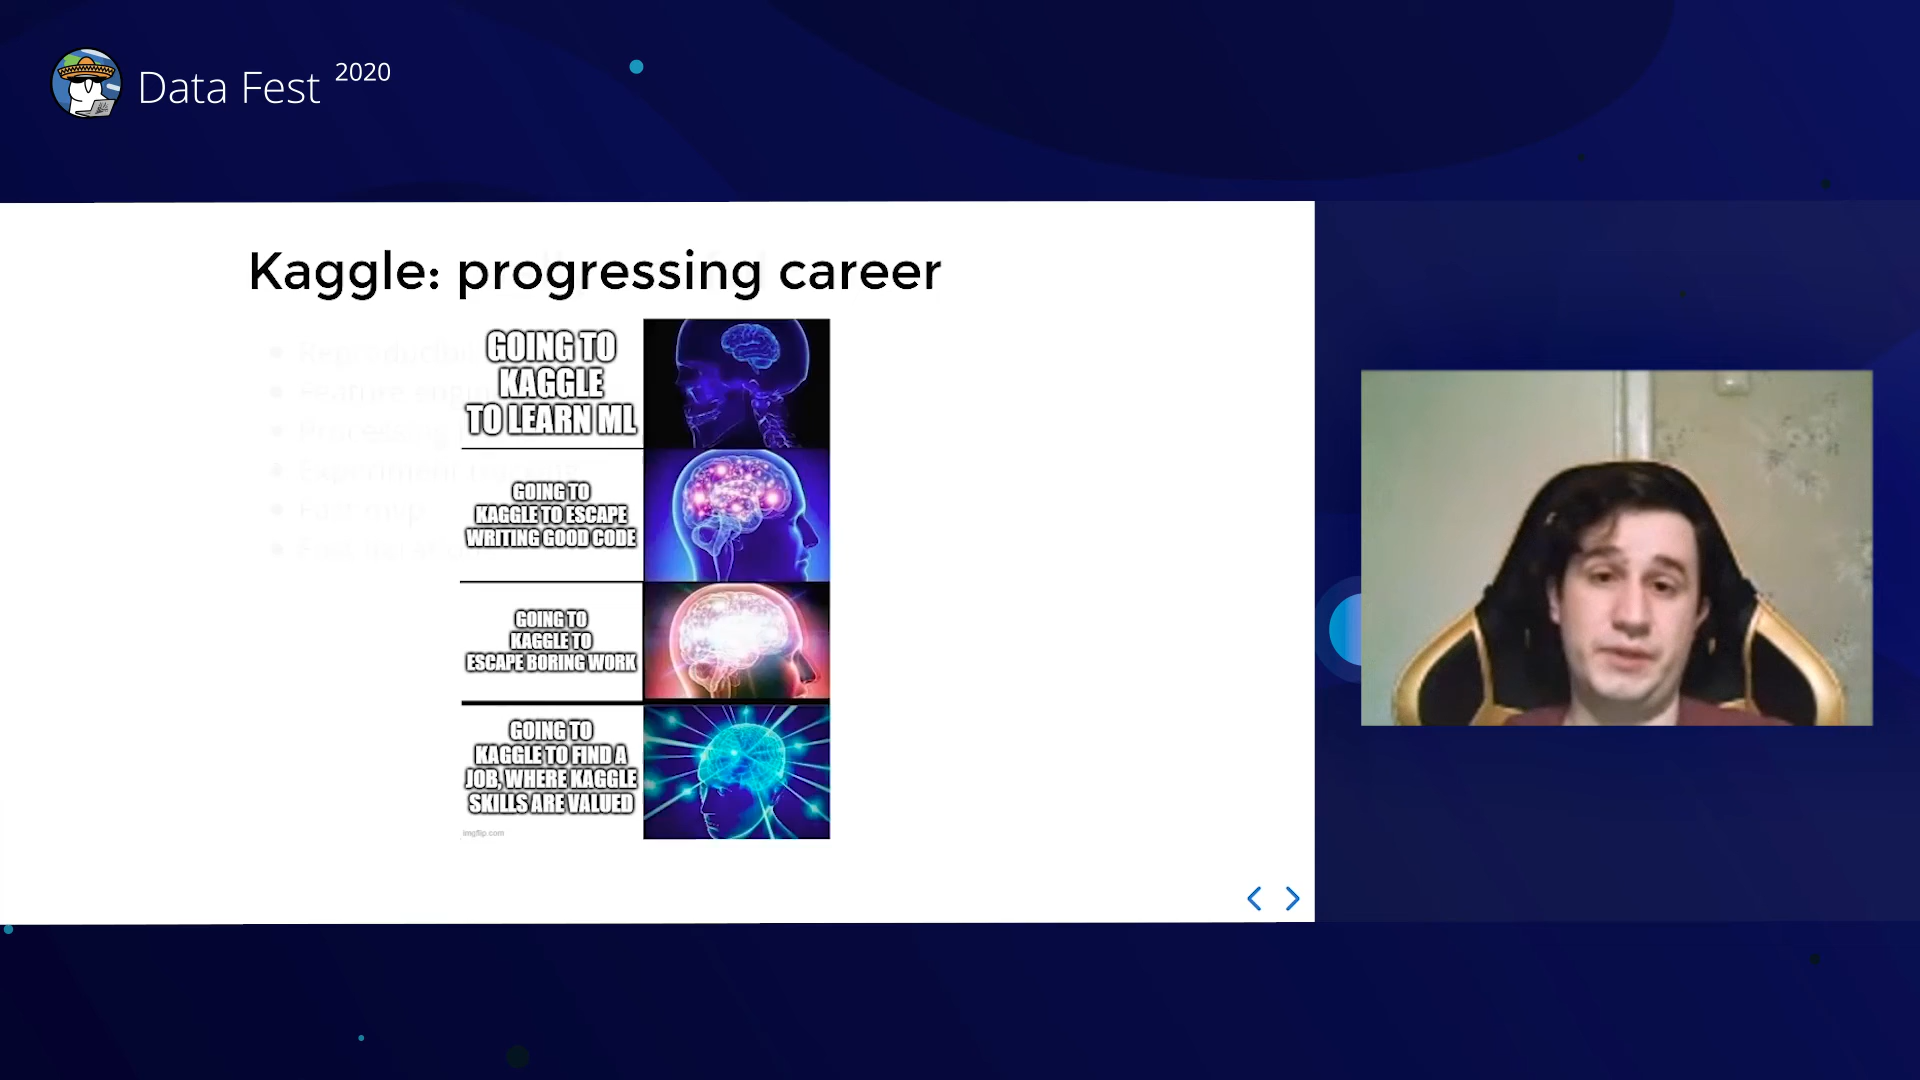 Data Fest 2020
Kaggle: progressing career
GOING TO
KAGGLE
TO LEARN ML
GOING TO
KAGGLE TO ESCAPE
WRITING GOOD CODE
GOING TO
KAGGLE TO
ESCAPE BORING WORK
GOING TO
KAGGLE TO FIND A
JOB, WHERE KAGGLE
SKILLS ARE VALUED
imgflip.com